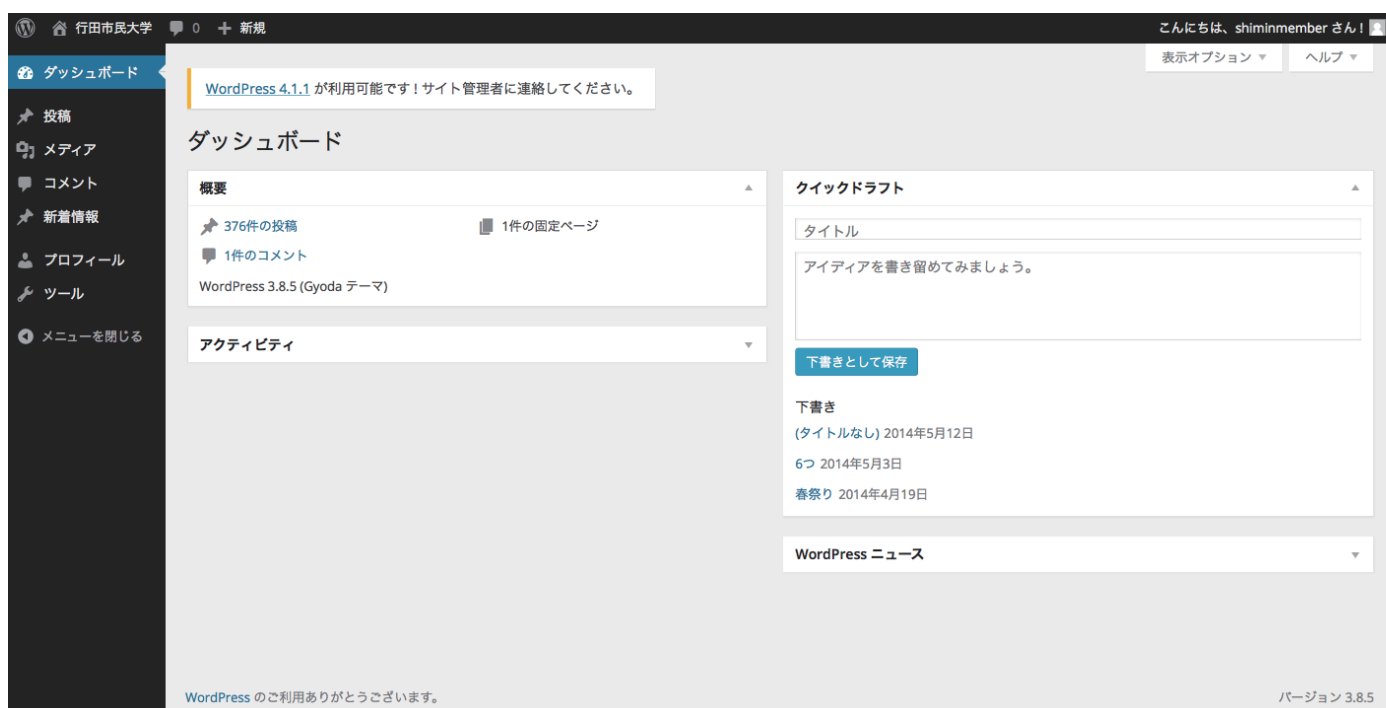 行田市民大学 0 新規 こんにちは、shiminmember さん !
表示オプション ヘルプ
ダッシュボード
投稿
メディア
コメント
新着情報
プロフィール
ツール
メニューを閉じる
WordPress 4.1.1 が利用可能です ! サイト管理者に連絡してください。
ダッシュボード
概要
376件の投稿 1件の固定ページ
1件のコメント
WordPress 3.8.5 (Gyoda テーマ)
アクティビティ
クイックドラフト
タイトル
アイディアを書き留めてみましょう。
下書きとして保存
下書き
(タイトルなし) 2014年5月12日
6つ 2014年5月3日
春祭り 2014年4月19日
WordPress ニュース
WordPress のご利用ありがとうございます。 バージョン 3.8.5